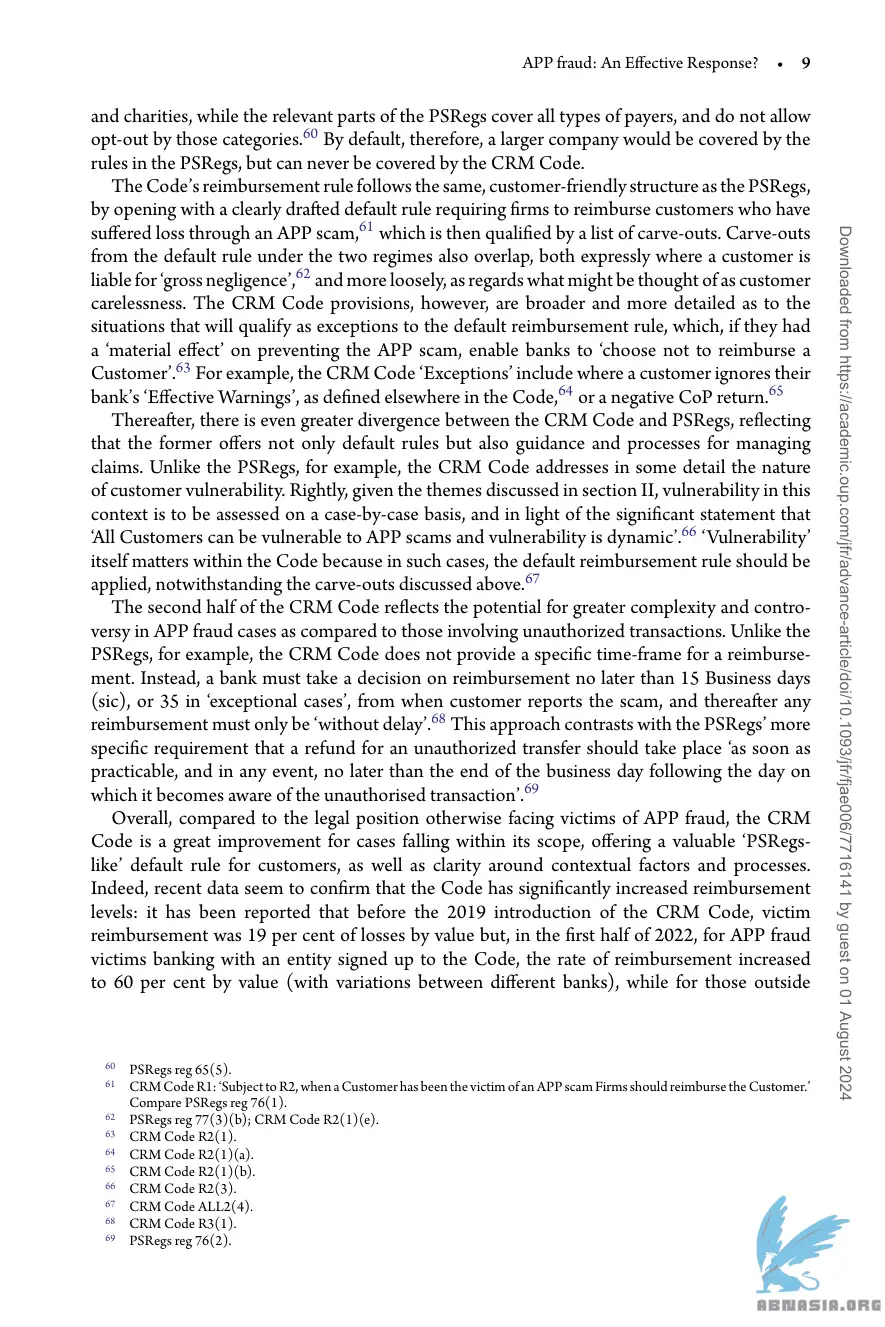 APP fraud: An Effective Response? • 9
and charities, while the relevant parts of the PSRegs cover all types of payers, and do not allow
opt-out by those categories.60 By default, therefore, a larger company would be covered by the
rules in the PSRegs, but can never be covered by the CRM Code.
The Code’s reimbursement rule follows the same, customer-friendly structure as the PSRegs,
by opening with a clearly drafted default rule requiring firms to reimburse customers who have
suffered loss through an APP scam,61 which is then qualified by a list of carve-outs. Carve-outs
from the default rule under the two regimes also overlap, both expressly where a customer is
liable for ‘gross negligence’,62 and more loosely, as regards what might be thought of as customer
carelessness. The CRM Code provisions, however, are broader and more detailed as to the
situations that will qualify as exceptions to the default reimbursement rule, which, if they had
a ‘material effect’ on preventing the APP scam, enable banks to ‘choose not to reimburse a
Customer’.63 For example, the CRM Code ‘Exceptions’ include where a customer ignores their
bank’s ‘Effective Warnings’, as defined elsewhere in the Code,64 or a negative CoP return.65
Thereafter, there is even greater divergence between the CRM Code and PSRegs, reflecting
that the former offers not only default rules but also guidance and processes for managing
claims. Unlike the PSRegs, for example, the CRM Code addresses in some detail the nature
of customer vulnerability. Rightly, given the themes discussed in section II, vulnerability in this
context is to be assessed on a case-by-case basis, and in light of the significant statement that
‘All Customers can be vulnerable to APP scams and vulnerability is dynamic’.66 ‘Vulnerability’
itself matters within the Code because in such cases, the default reimbursement rule should be
applied, notwithstanding the carve-outs discussed above.67
The second half of the CRM Code reflects the potential for greater complexity and contro-
versy in APP fraud cases as compared to those involving unauthorized transactions. Unlike the
PSRegs, for example, the CRM Code does not provide a specific time-frame for a reimburse-
ment. Instead, a bank must take a decision on reimbursement no later than 15 Business days
(sic), or 35 in ‘exceptional cases’, from when customer reports the scam, and thereafter any
reimbursement must only be ‘without delay’.68 This approach contrasts with the PSRegs’ more
specific requirement that a refund for an unauthorized transfer should take place ‘as soon as
practicable, and in any event, no later than the end of the business day following the day on
which it becomes aware of the unauthorised transaction’.69
Overall, compared to the legal position otherwise facing victims of APP fraud, the CRM
Code is a great improvement for cases falling within its scope, offering a valuable ‘PSRegs-
like’ default rule for customers, as well as clarity around contextual factors and processes.
Indeed, recent data seem to confirm that the Code has significantly increased reimbursement
levels: it has been reported that before the 2019 introduction of the CRM Code, victim
reimbursement was 19 per cent of losses by value but, in the first half of 2022, for APP fraud
victims banking with an entity signed up to the Code, the rate of reimbursement increased
to 60 per cent by value (with variations between different banks), while for those outside
60 PSRegs reg 65(5).
61 CRM Code R1: ‘Subject to R2, when a Customer has been the victim of an APP scam Firms should reimburse the Customer.’
Compare PSRegs reg 76(1).
62 PSRegs reg 77(3)(b); CRM Code R2(1)(e).
63 CRM Code R2(1).
64 CRM Code R2(1)(a).
65 CRM Code R2(1)(b).
66 CRM Code R2(3).
67 CRM Code ALL2(4).
68 CRM Code R3(1).
69 PSRegs reg 76(2).
Downloaded from https://academic.oup.com/jfr/advance-article/doi/10.1093/jfr/fjae006/7716141 by guest on 01 August 2024
ABNASIA.ORG